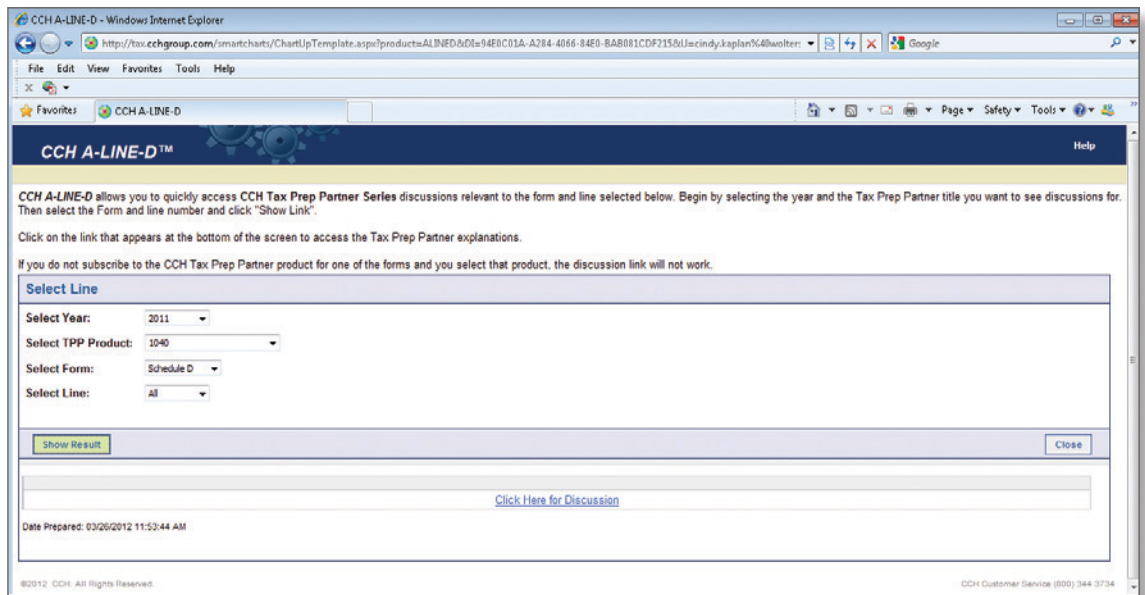 CCH A-LINE-D - Windows Internet Explorer
http://tax.cchgroup.com/smartcharts/ChartUpTemplate.aspx?product=ALINED&DI=94E0C01A-A284-4066-84E0-BAB081CDF215&U=cindy.kaplan%40wolter: Google
File Edit View Favorites Tools Help
x
Favorites CCH A-LINE-D Page Safety Tools
CCH A-LINE-D™ Help
CCH A-LINE-D allows you to quickly access CCH Tax Prep Partner Series discussions relevant to the form and line selected below. Begin by selecting the year and the Tax Prep Partner title you want to see discussions for.
Then select the Form and line number and click "Show Link".
Click on the link that appears at the bottom of the screen to access the Tax Prep Partner explanations.
If you do not subscribe to the CCH Tax Prep Partner product for one of the forms and you select that product, the discussion link will not work.
Select Line
Select Year: 2011
Select TPP Product: 1040
Select Form: Schedule D
Select Line: All
Show Result Close
Click Here for Discussion
Date Prepared: 03/26/2012 11:53:44 AM
©2012 CCH. All Rights Reserved. CCH Customer Service (800) 344 3734